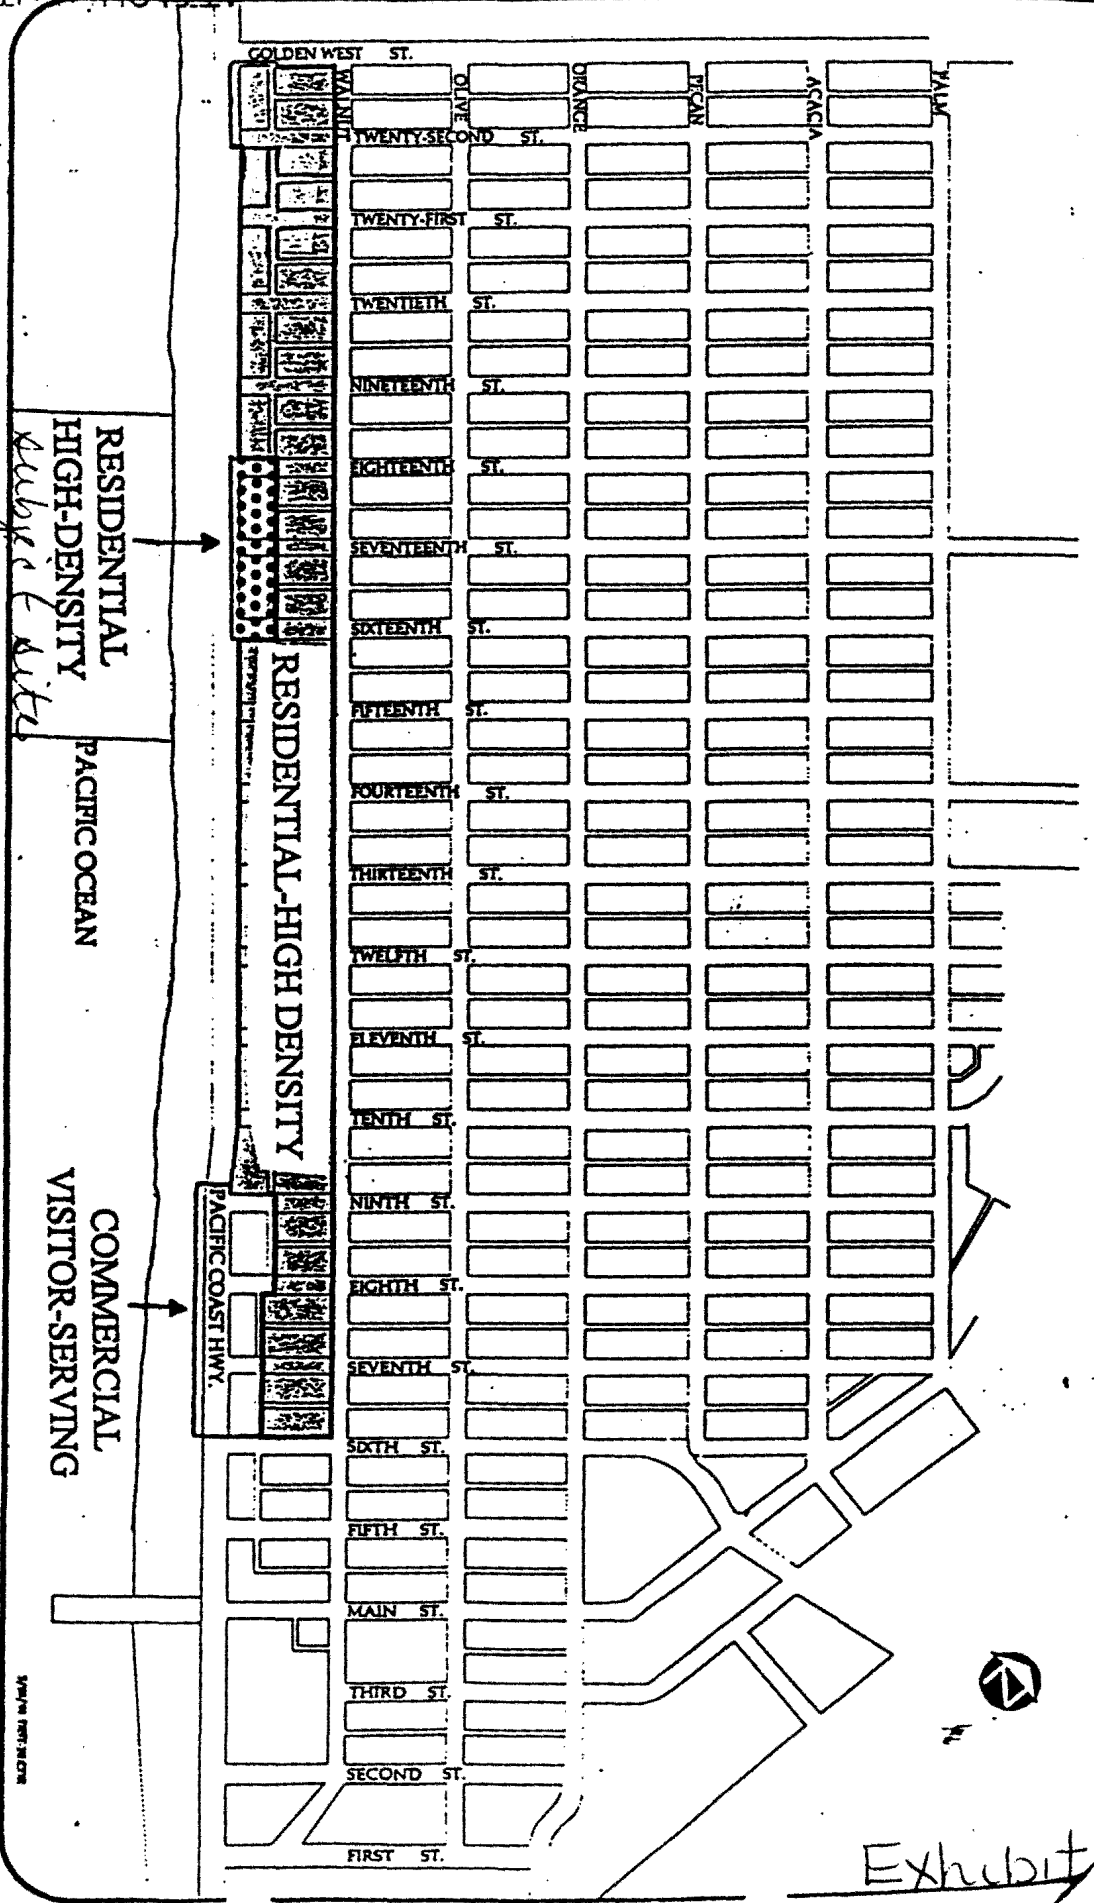 GOLDEN WEST ST.
WALNUT
OLIVE
ORANGE
PECAN
ACACIA
PALM
TWENTY-SECOND ST.
TWENTY-FIRST ST.
TWENTIETH ST.
NINETEENTH ST.
EIGHTEENTH ST.
SEVENTEENTH ST.
SIXTEENTH ST.
FIFTEENTH ST.
FOURTEENTH ST.
THIRTEENTH ST.
TWELFTH ST.
ELEVENTH ST.
TENTH ST.
NINTH ST.
EIGHTH ST.
SEVENTH ST.
SIXTH ST.
FIFTH ST.
MAIN ST.
THIRD ST.
SECOND ST.
FIRST ST.
RESIDENTIAL
HIGH-DENSITY
Subject Site
RESIDENTIAL-HIGH DENSITY
PACIFIC OCEAN
PACIFIC COAST HWY.
COMMERCIAL
VISITOR-SERVING
Exhibit